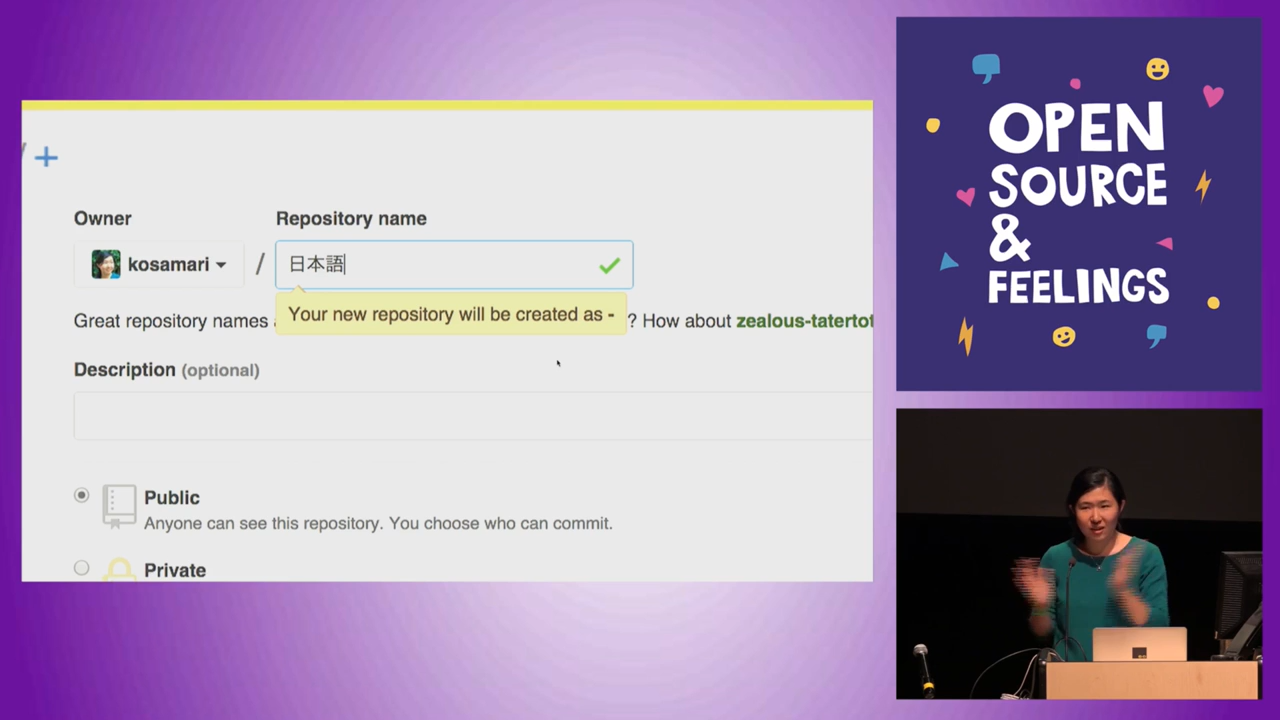 Owner
Repository name
kosamari
/
日本語
Your new repository will be created as -
Great repository names
? How about zealous-tatertot
Description (optional)
Public
Anyone can see this repository. You choose who can commit.
Private
OPEN
SOURCE
&
FEELINGS